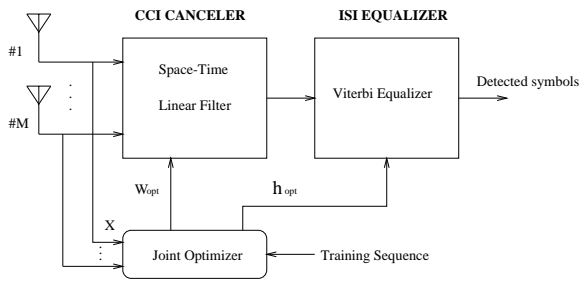 CCI CANCELER
ISI EQUALIZER
#1
Space-Time
Linear Filter
Viterbi Equalizer
Detected symbols
#M
Wopt
hopt
X
Joint Optimizer
Training Sequence